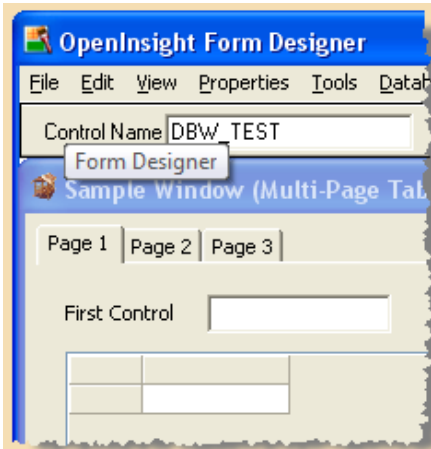 OpenInsight Form Designer
File Edit View Properties Tools
Control Name DBW_TEST
Form Designer
Sample Window (Multi-Page Tab
Page 1 Page 2 Page 3
First Control